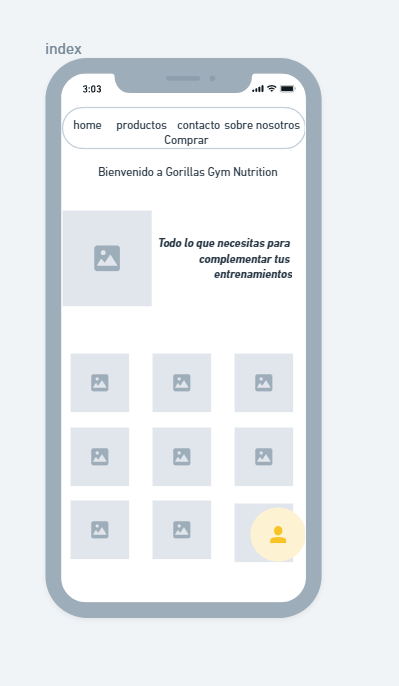 index
3:03
home productos contacto sobre nosotros
Comprar
Bienvenido a Gorillas Gym Nutrition
Todo lo que necesitas para
complementar tus
entrenamientos